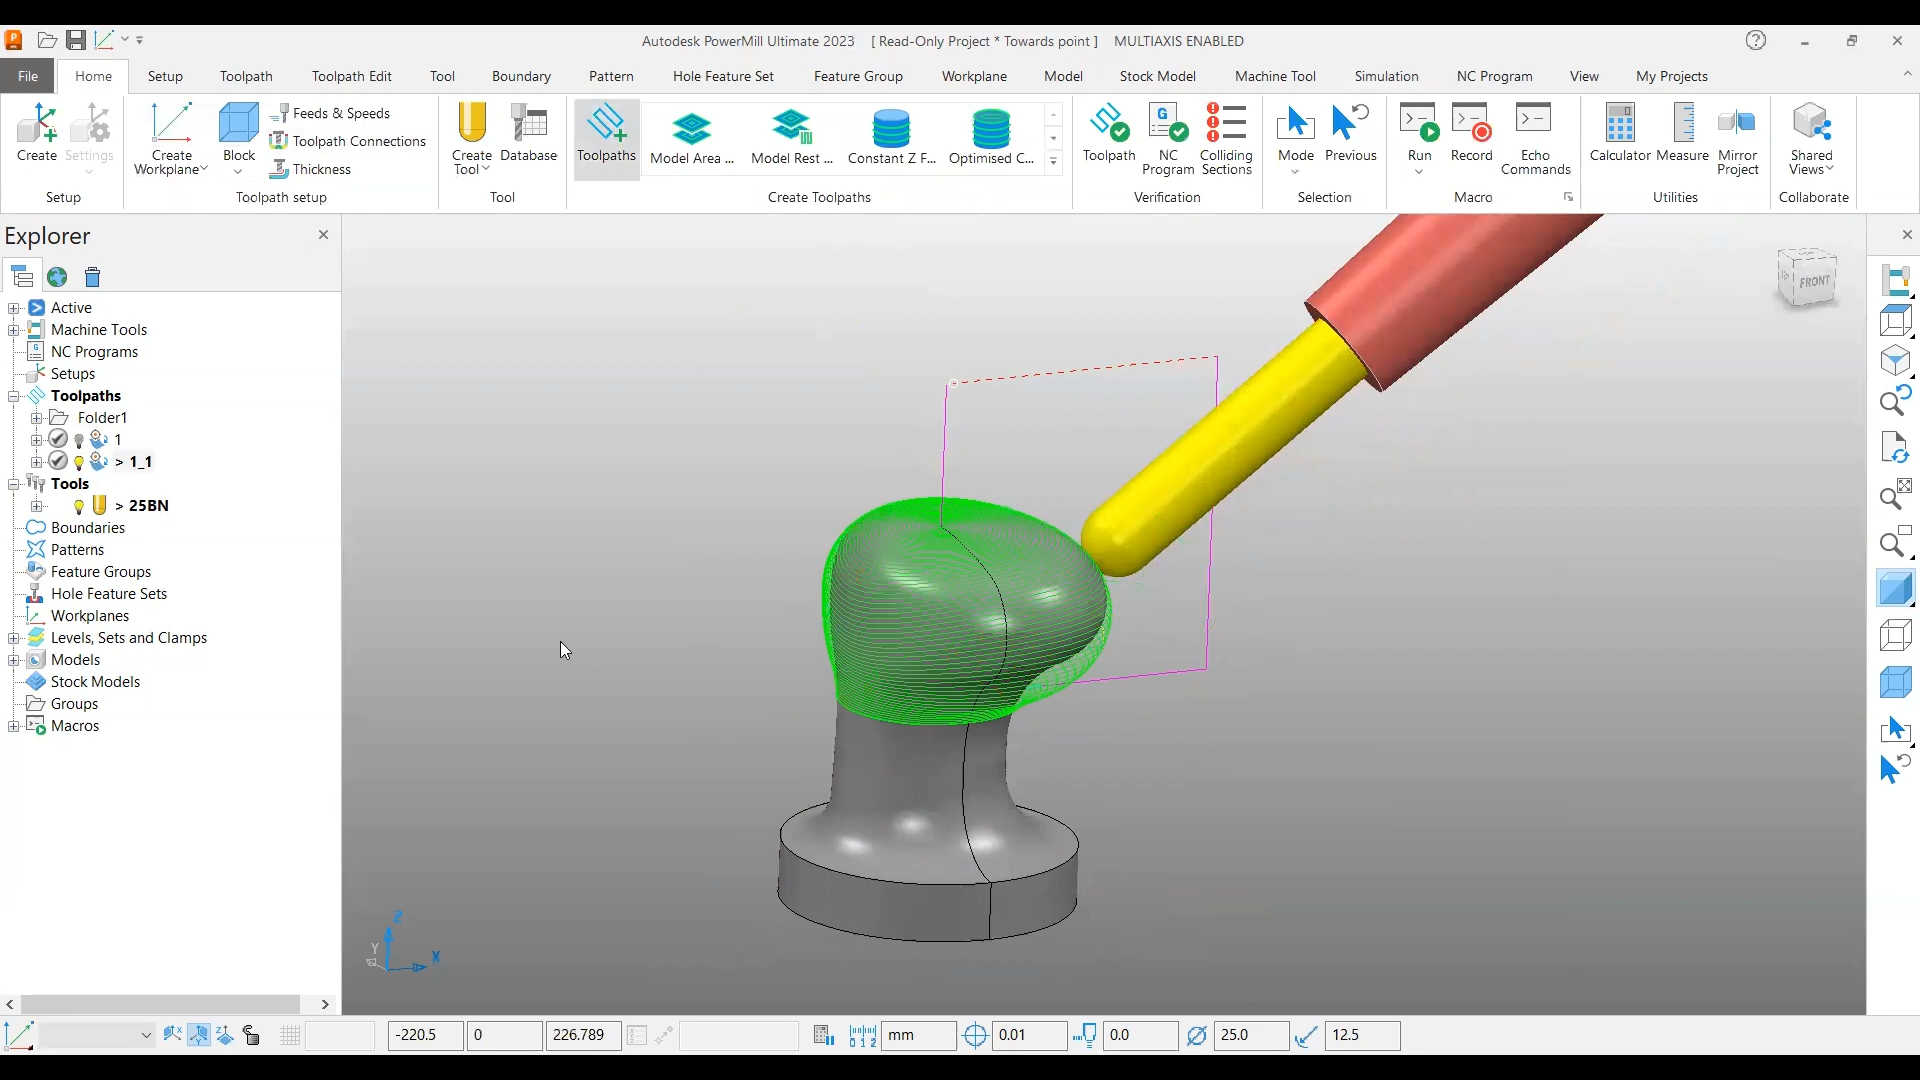 Autodesk PowerMill Ultimate 2023 [ Read-Only Project * Towards point ] MULTIAXIS ENABLED
File Home Setup Toolpath Toolpath Edit Tool Boundary Pattern Hole Feature Set Feature Group Workplane Model Stock Model Machine Tool Simulation NC Program View My Projects
Create
Settings
Setup
Create
Workplane
Block
Feeds & Speeds
Toolpath Connections
Thickness
Toolpath setup
Create
Tool
Database
Tool
Toolpaths
Model Area ...
Model Rest ...
Constant Z F...
Optimised C...
Create Toolpaths
Toolpath
NC
Program
Colliding
Sections
Verification
Mode
Previous
Selection
Run
Record
Echo
Commands
Macro
Calculator
Measure
Mirror
Project
Utilities
Shared
Views
Collaborate
Explorer
Active
Machine Tools
NC Programs
Setups
Toolpaths
Folder1
1
> 1_1
Tools
> 25BN
Boundaries
Patterns
Feature Groups
Hole Feature Sets
Workplanes
Levels, Sets and Clamps
Models
Stock Models
Groups
Macros
FRONT
Z
Y
X
-220.5 0 226.789 mm 0.01 0.0 25.0 12.5